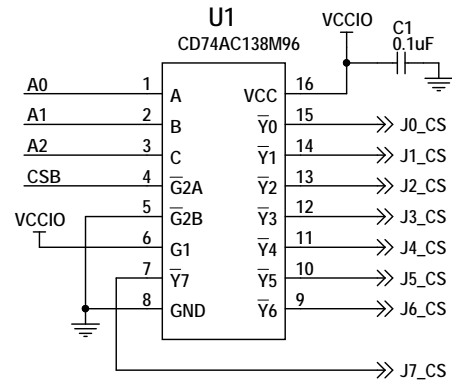 U1
CD74AC138M96
VCCIO
C1
0.1uF
A0 1 A VCC 16
A1 2 B Y0 15 J0_CS
A2 3 C Y1 14 J1_CS
CSB 4 G2A Y2 13 J2_CS
5 G2B Y3 12 J3_CS
VCCIO 6 G1 Y4 11 J4_CS
7 Y7 Y5 10 J5_CS
8 GND Y6 9 J6_CS
J7_CS